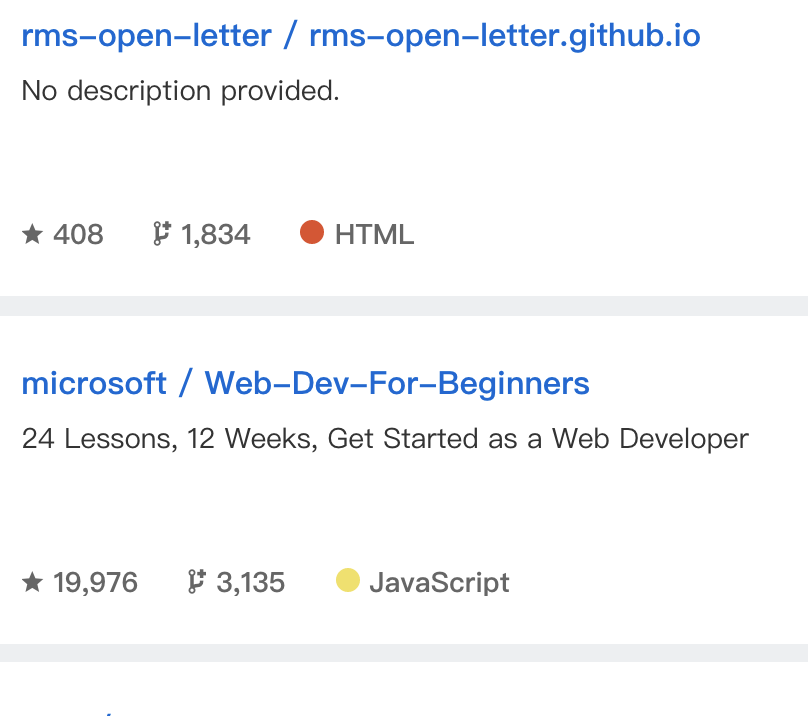 rms-open-letter / rms-open-letter.github.io
No description provided.
408 1,834 HTML
microsoft / Web-Dev-For-Beginners
24 Lessons, 12 Weeks, Get Started as a Web Developer
19,976 3,135 JavaScript